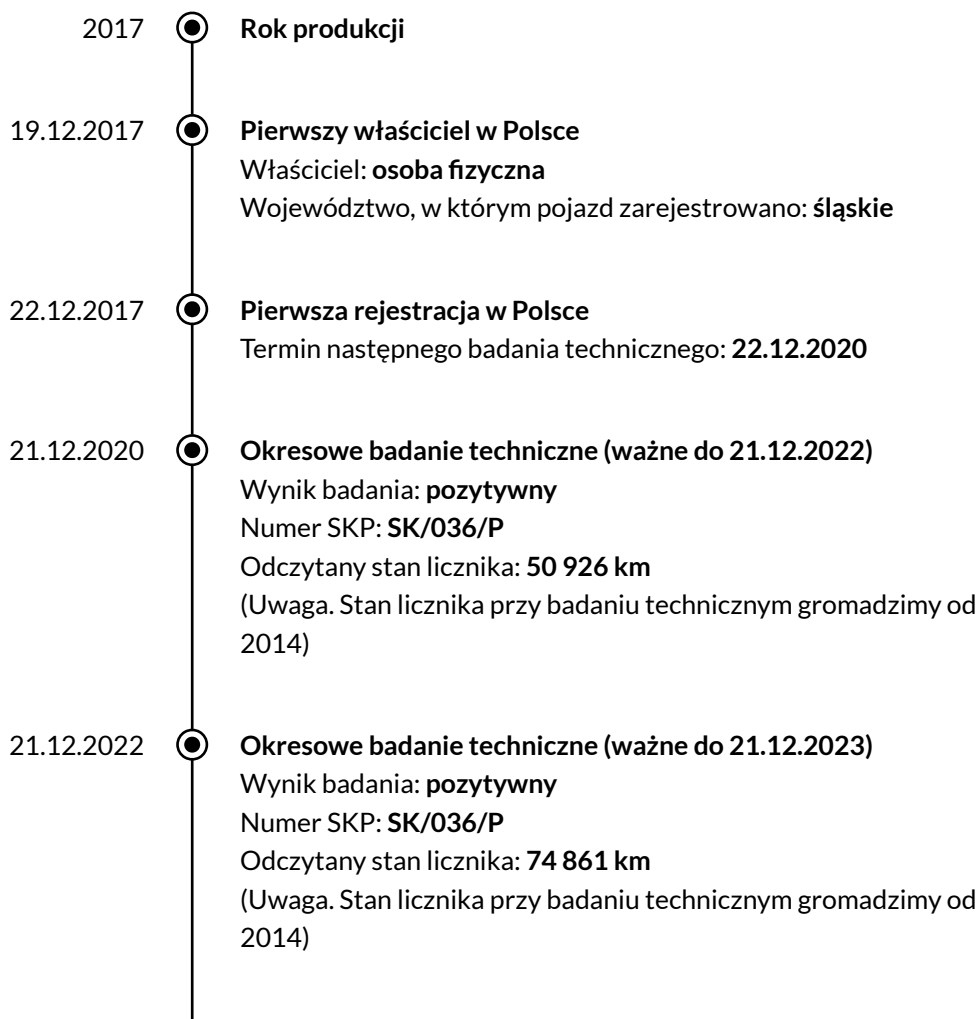 2017 Rok produkcji
19.12.2017 Pierwszy właściciel w Polsce
Właściciel: osoba fizyczna
Województwo, w którym pojazd zarejestrowano: śląskie
22.12.2017 Pierwsza rejestracja w Polsce
Termin następnego badania technicznego: 22.12.2020
21.12.2020 Okresowe badanie techniczne (ważne do 21.12.2022)
Wynik badania: pozytywny
Numer SKP: SK/036/P
Odczytany stan licznika: 50 926 km
(Uwaga. Stan licznika przy badaniu technicznym gromadzimy od
2014)
21.12.2022 Okresowe badanie techniczne (ważne do 21.12.2023)
Wynik badania: pozytywny
Numer SKP: SK/036/P
Odczytany stan licznika: 74 861 km
(Uwaga. Stan licznika przy badaniu technicznym gromadzimy od
2014)